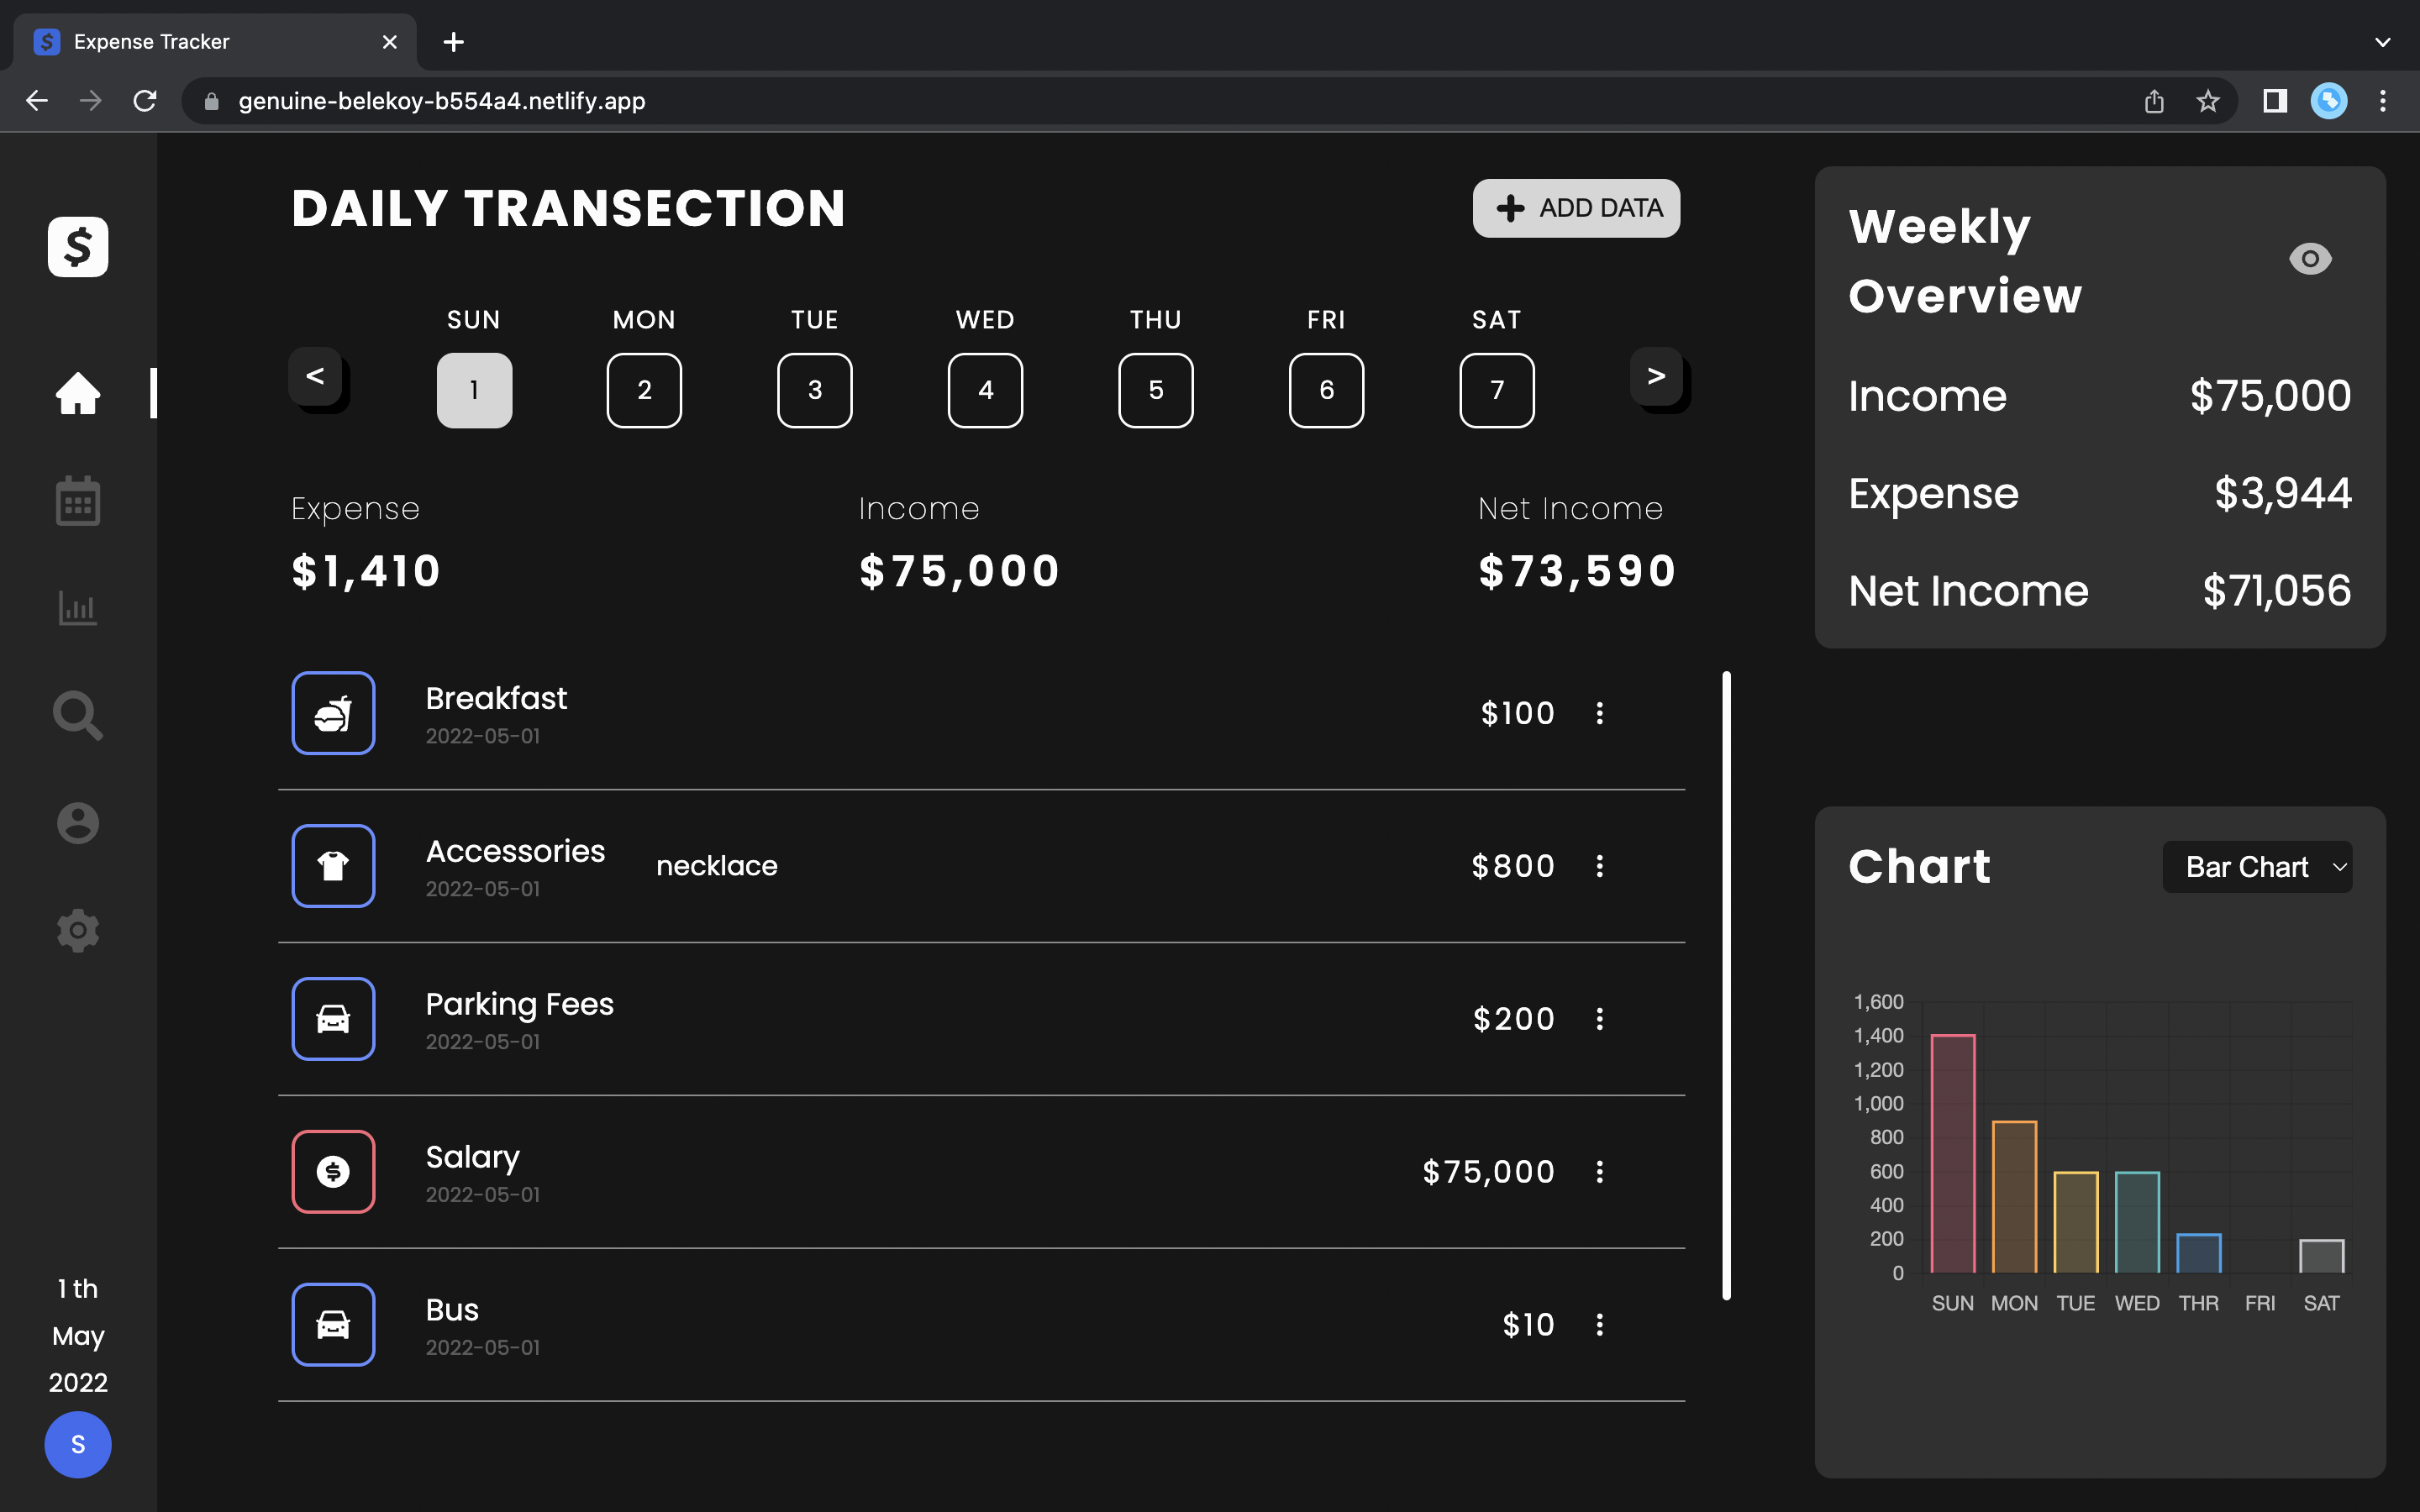 Expense Tracker
genuine-belekoy-b554a4.netlify.app
$
DAILY TRANSECTION
ADD DATA
SUN MON TUE WED THU FRI SAT
< 1 2 3 4 5 6 7 >
Expense Income Net Income
$1,410 $75,000 $73,590
Breakfast
2022-05-01
$100
Accessories
2022-05-01
necklace
$800
Parking Fees
2022-05-01
$200
Salary
2022-05-01
$75,000
Bus
2022-05-01
$10
1 th
May
2022
S
Weekly
Overview
Income $75,000
Expense $3,944
Net Income $71,056
Chart
Bar Chart
1,600
1,400
1,200
1,000
800
600
400
200
0
SUN MON TUE WED THR FRI SAT